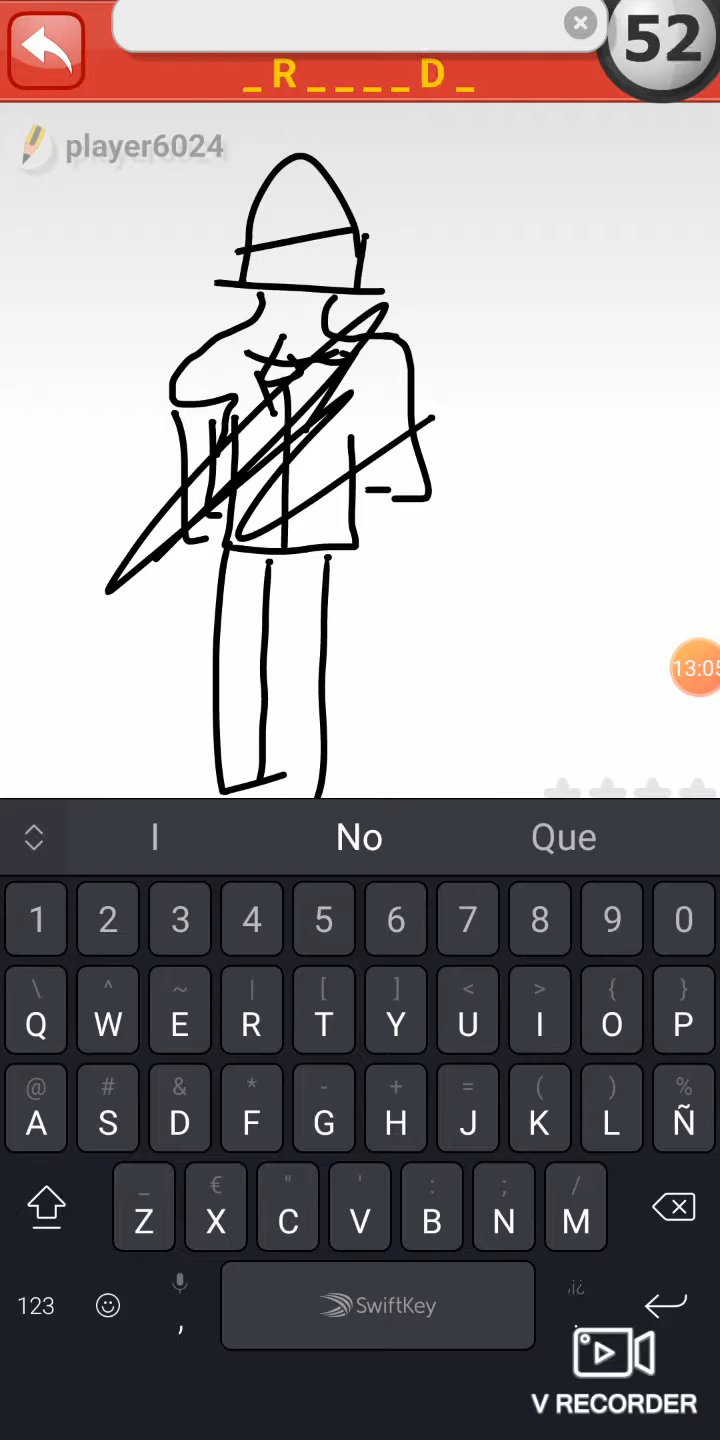 52
_ R _ _ _ _ D _
player6024
13:05
I No Que
1 2 3 4 5 6 7 8 9 0
\ ^ ~ | [ ] < > { }
Q W E R T Y U I O P
@ # & * - + = ( ) %
A S D F G H J K L Ñ
_ € " ' : ; /
Z X C V B N M
123 , SwiftKey .
V RECORDER